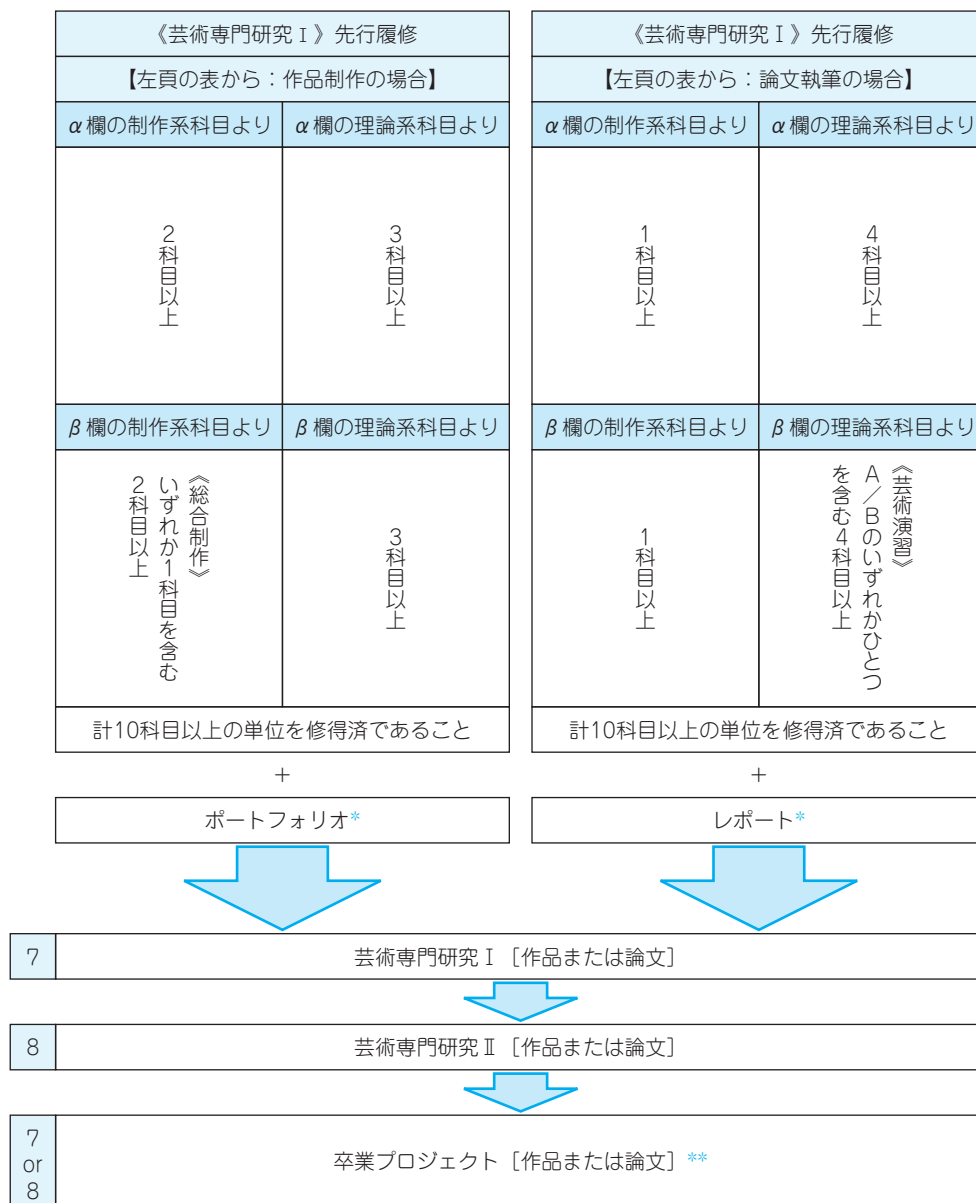 《芸術専門研究Ⅰ》先行履修
【左頁の表から：作品制作の場合】
α欄の制作系科目より
α欄の理論系科目より
2科目以上
3科目以上
β欄の制作系科目より
β欄の理論系科目より
《総合制作》
いずれか1科目を含む
2科目以上
3科目以上
計10科目以上の単位を修得済であること
+
ポートフォリオ*
《芸術専門研究Ⅰ》先行履修
【左頁の表から：論文執筆の場合】
α欄の制作系科目より
α欄の理論系科目より
1科目以上
4科目以上
β欄の制作系科目より
β欄の理論系科目より
1科目以上
《芸術演習》
A／Bのいずれかひとつ
を含む4科目以上
計10科目以上の単位を修得済であること
+
レポート*
7
芸術専門研究Ⅰ［作品または論文］
8
芸術専門研究Ⅱ［作品または論文］
7
or
8
卒業プロジェクト［作品または論文］**